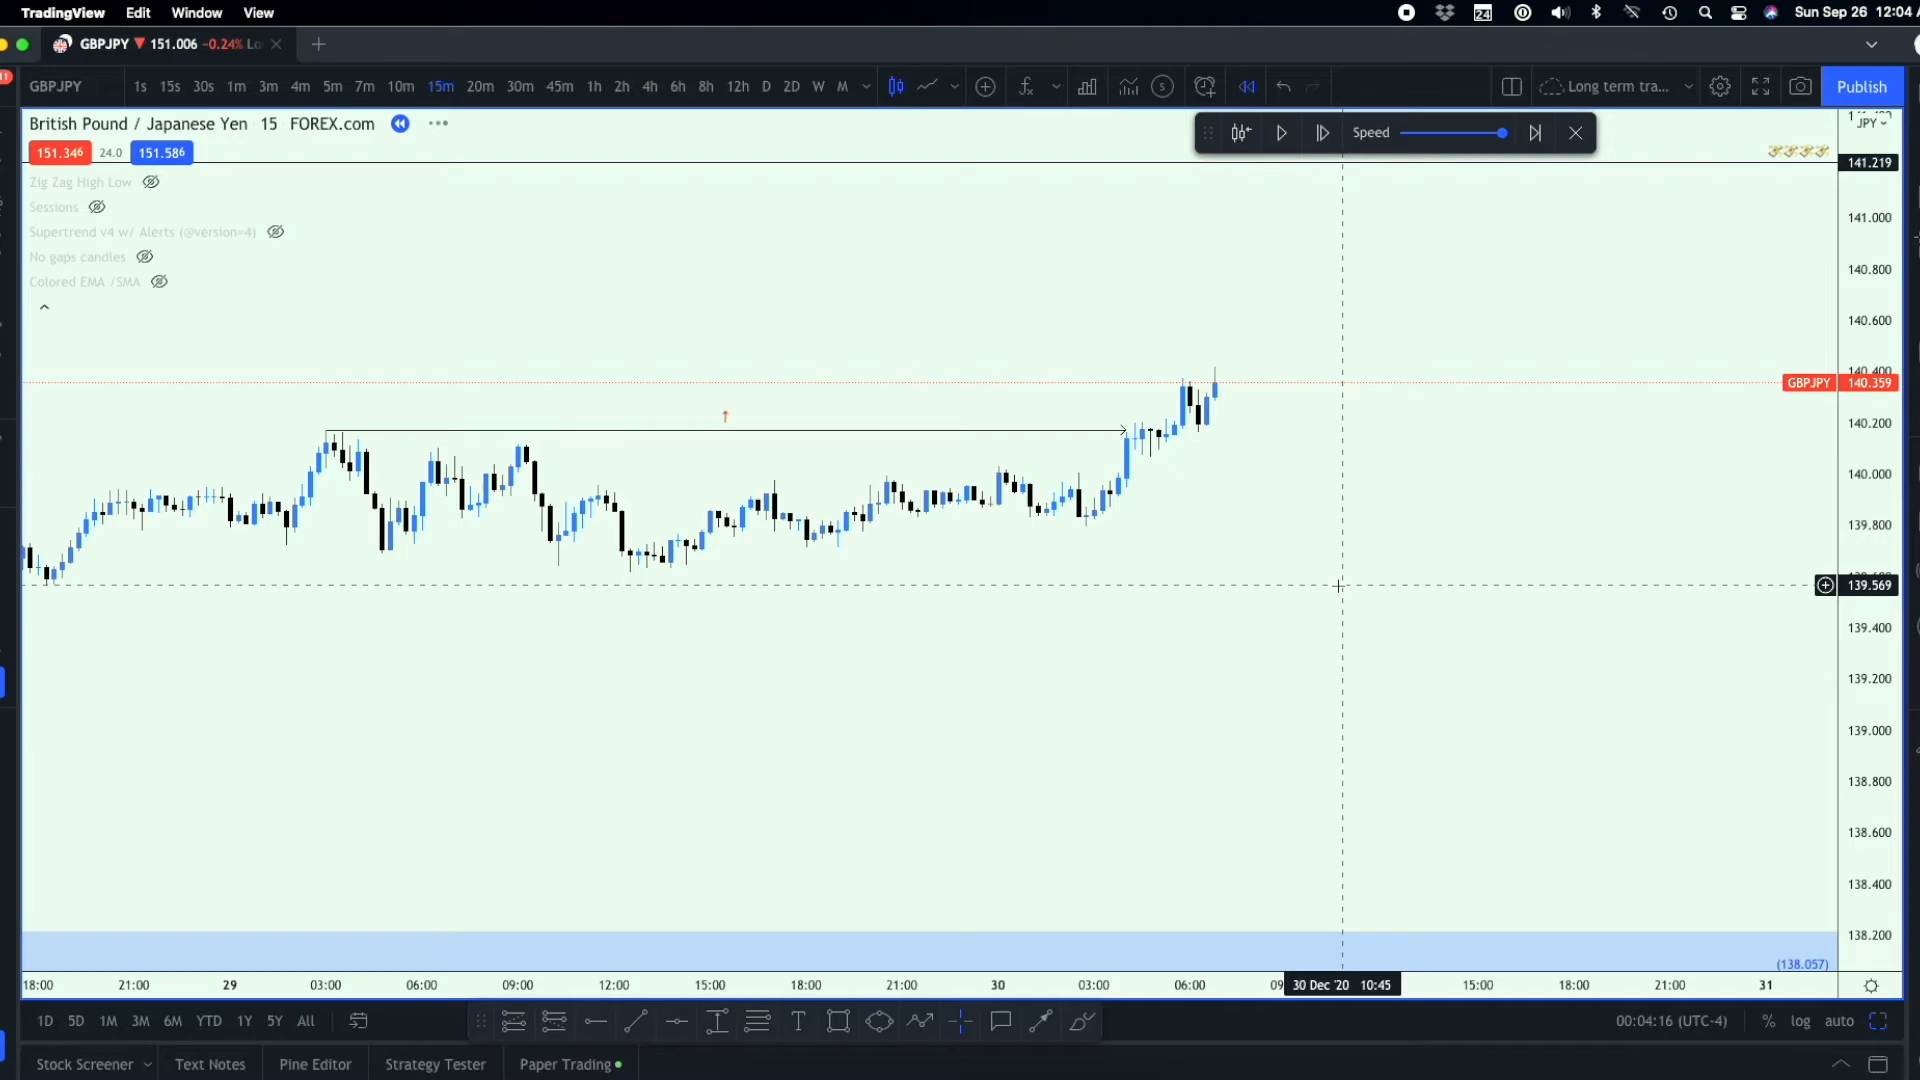 TradingView Edit Window View
24 Sun Sep 26 12:04
GBPJPY ▼ 151.006 -0.24%
11
GBPJPY 1s 15s 30s 1m 3m 4m 5m 7m 10m 15m 20m 30m 45m 1h 2h 4h 6h 8h 12h D 2D W M Long term tra... Publish
British Pound / Japanese Yen 15 FOREX.com
JPY
Speed
151.346 24.0 151.586
141.219
Zig Zag High Low
Sessions
141.000
Supertrend v4 w/ Alerts (@version=4)
No gaps candles
140.800
Colored EMA /SMA
140.600
140.400
GBPJPY 140.359
140.200
140.000
139.800
139.569
139.400
139.200
139.000
138.800
138.600
138.400
138.200
(138.057)
18:00 21:00 29 03:00 06:00 09:00 12:00 15:00 18:00 21:00 30 03:00 06:00 09 30 Dec '20 10:45 15:00 18:00 21:00 31
1D 5D 1M 3M 6M YTD 1Y 5Y All T 00:04:16 (UTC-4) % log auto
Stock Screener Text Notes Pine Editor Strategy Tester Paper Trading